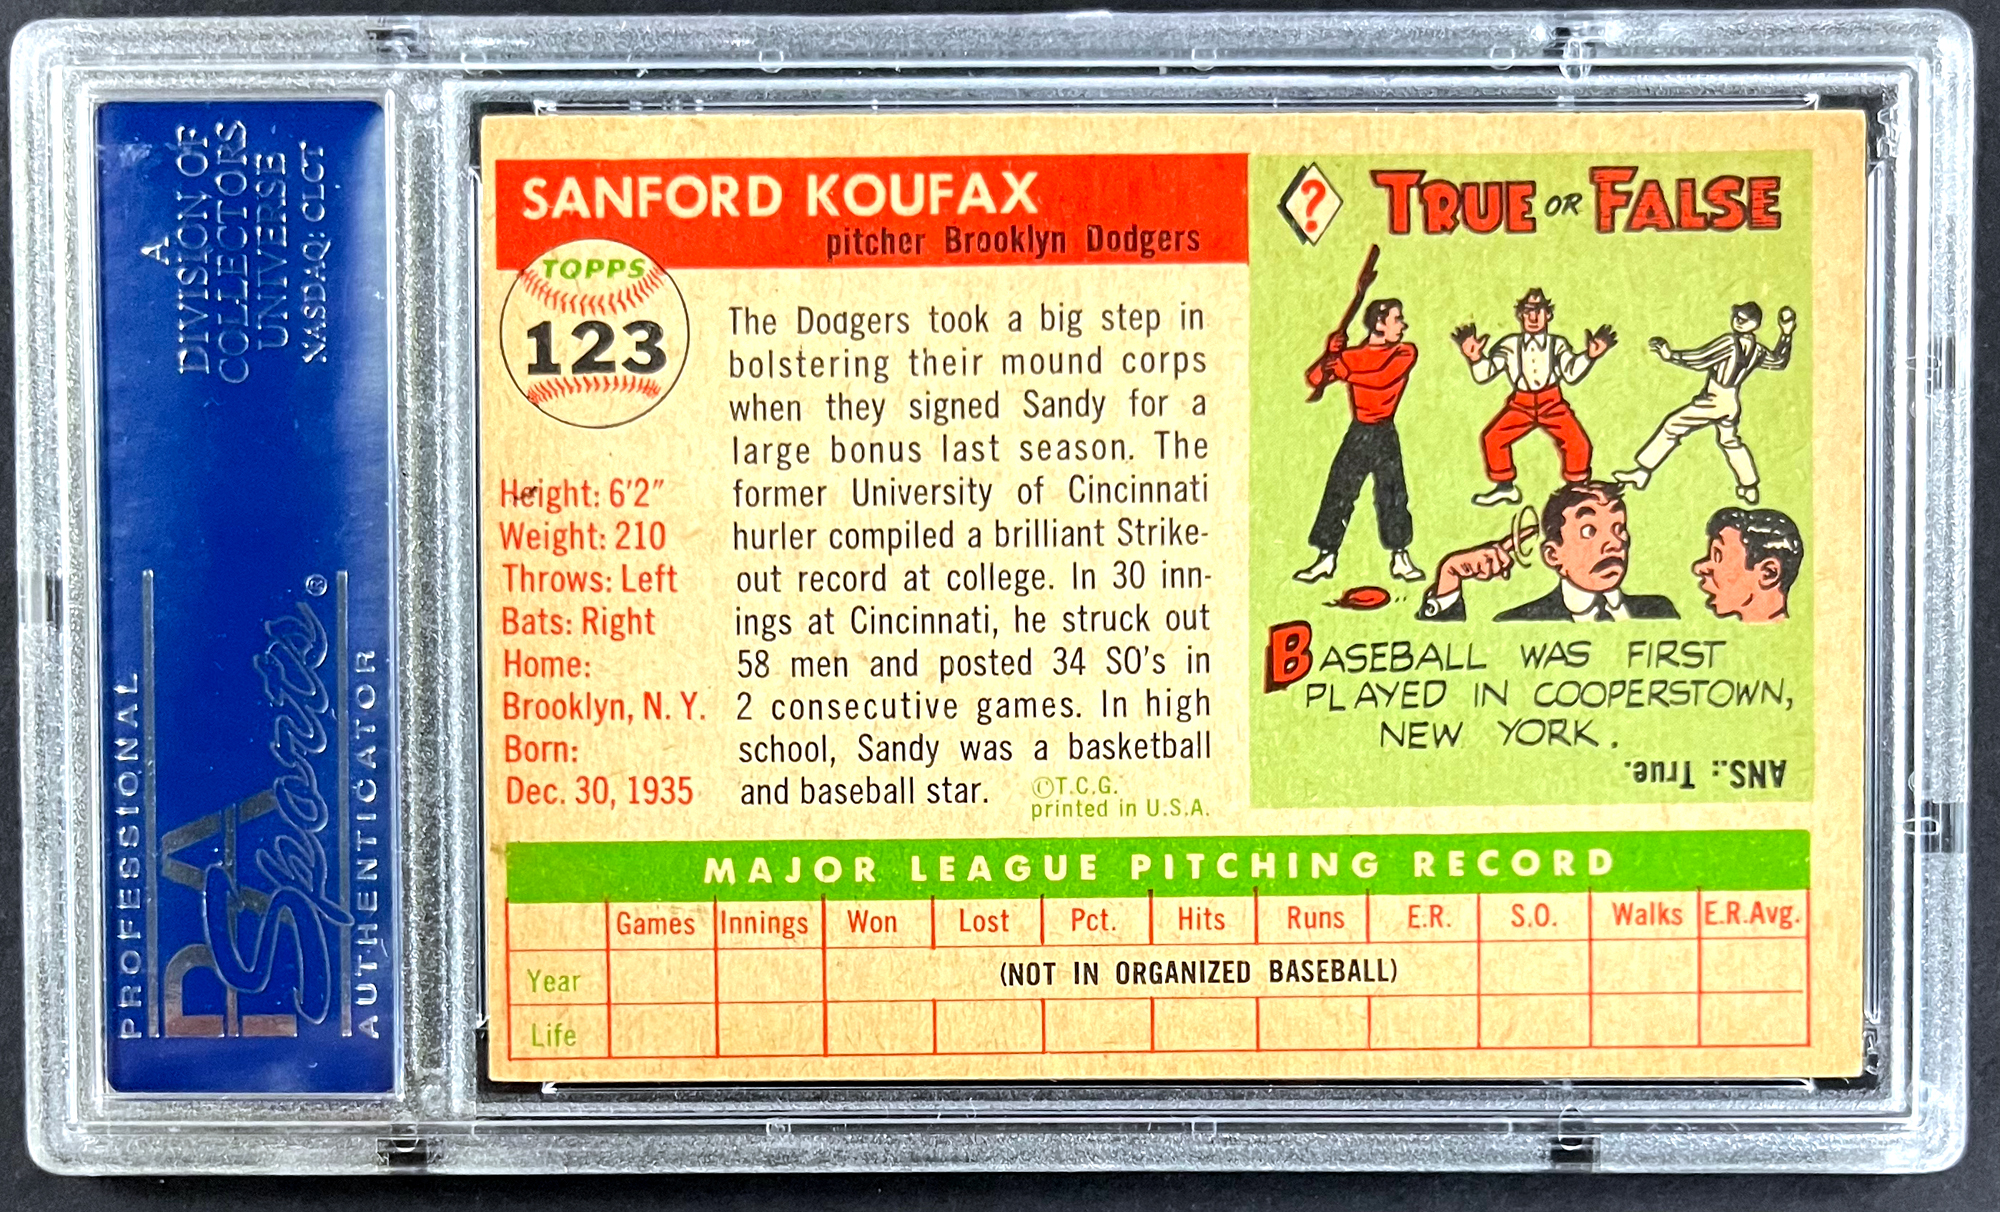 A
DIVISION OF
COLLECTORS
UNIVERSE
NASDAQ: CLCT
PROFESSIONAL
PSA
Sports®
AUTHENTICATOR
SANFORD KOUFAX
pitcher Brooklyn Dodgers
TOPPS
123
Height: 6'2"
Weight: 210
Throws: Left
Bats: Right
Home:
Brooklyn, N. Y.
Born:
Dec. 30, 1935
The Dodgers took a big step in
bolstering their mound corps
when they signed Sandy for a
large bonus last season. The
former University of Cincinnati
hurler compiled a brilliant Strike-
out record at college. In 30 inn-
ings at Cincinnati, he struck out
58 men and posted 34 SO's in
2 consecutive games. In high
school, Sandy was a basketball
and baseball star.
©T.C.G.
printed in U.S.A.
?
TRUE OR FALSE
BASEBALL WAS FIRST
PLAYED IN COOPERSTOWN,
NEW YORK.
ANS.: True.
MAJOR LEAGUE PITCHING RECORD
Games Innings Won Lost Pct. Hits Runs E.R. S.O. Walks E.R.Avg.
Year (NOT IN ORGANIZED BASEBALL)
Life